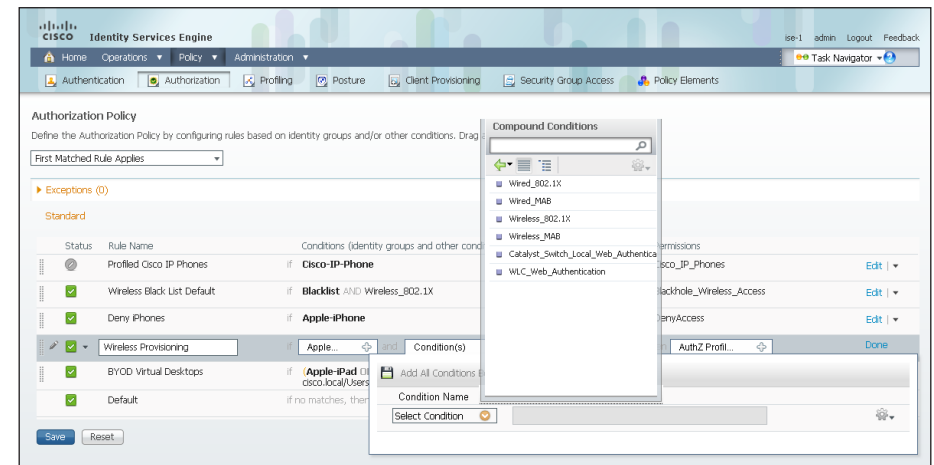 CISCO Identity Services Engine
ise-1 admin Logout Feedback
Home Operations Policy Administration
Task Navigator
Authentication Authorization Profiling Posture Client Provisioning Security Group Access Policy Elements
Authorization Policy
Define the Authorization Policy by configuring rules based on identity groups and/or other conditions. Drag
First Matched Rule Applies
Exceptions (0)
Standard
Status Rule Name Conditions (identity groups and other cond ermissions
Profiled Cisco IP Phones if Cisco-IP-Phone isco_IP_Phones Edit |
Wireless Black List Default if Blacklist AND Wireless_802.1X lackhole_Wireless_Access Edit |
Deny iPhones if Apple-iPhone enyAccess Edit |
Wireless Provisioning if Apple... and Condition(s) AuthZ Profil... Done
BYOD Virtual Desktops if (Apple-iPad
cisco.local/Users
Default if no matches, then
Save Reset
Compound Conditions
Wired_802.1X
Wired_MAB
Wireless_802.1X
Wireless_MAB
Catalyst_Switch_Local_Web_Authentica
WLC_Web_Authentication
Add All Conditions
Condition Name
Select Condition